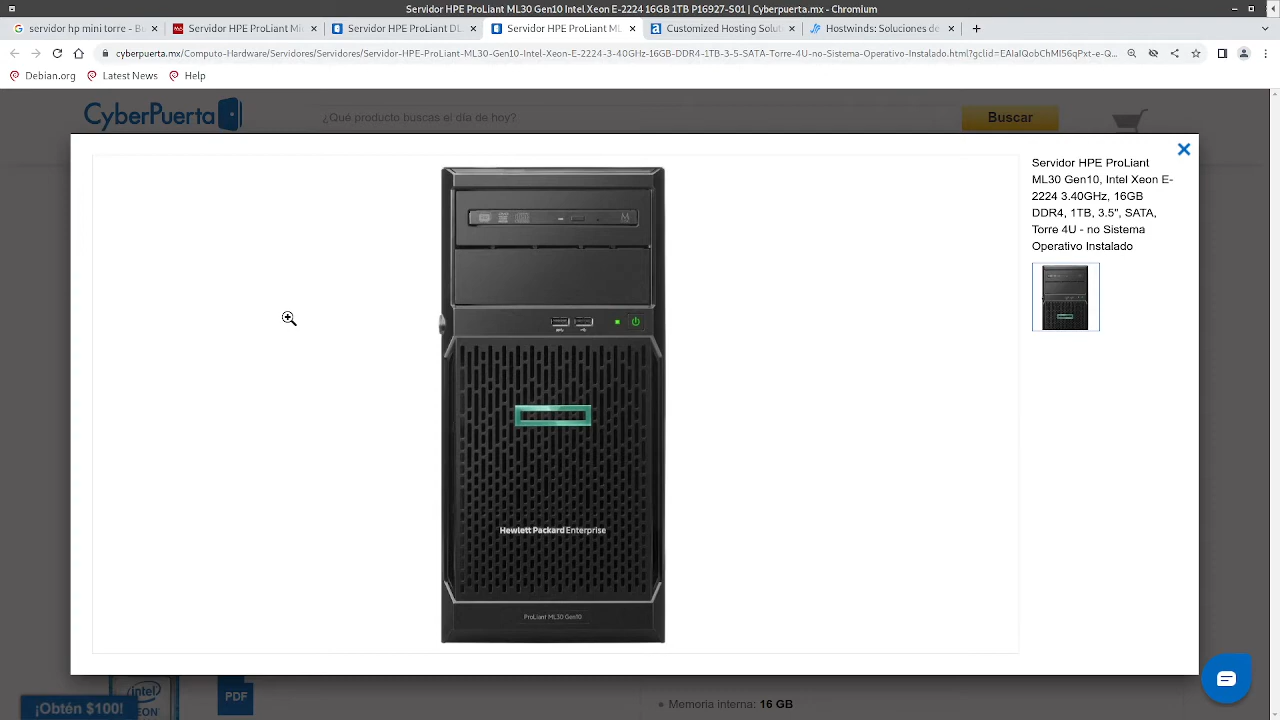 Servidor HPE ProLiant ML30 Gen10 Intel Xeon E-2224 16GB 1TB P16927-S01 | Cyberpuerta.mx - Chromium
servidor hp mini torre - Bu
Servidor HPE ProLiant Mic
Servidor HPE ProLiant DL
Servidor HPE ProLiant ML
Customized Hosting Solut
Hostwinds: Soluciones de
cyberpuerta.mx/Computo-Hardware/Servidores/Servidores/Servidor-HPE-ProLiant-ML30-Gen10-Intel-Xeon-E-2224-3-40GHz-16GB-DDR4-1TB-3-5-SATA-Torre-4U-no-Sistema-Operativo-Instalado.html?gclid=EAIaIQobChMI56qPxt-e-Q...
Debian.org
Latest News
Help
CyberPuerta
¿Qué producto buscas el día de hoy?
Buscar
Servidor HPE ProLiant
ML30 Gen10, Intel Xeon E-
2224 3.40GHz, 16GB
DDR4, 1TB, 3.5", SATA,
Torre 4U - no Sistema
Operativo Instalado
Hewlett Packard Enterprise
ProLiant ML30 Gen10
intel
XEON
PDF
¡Obtén $100!
Memoria interna: 16 GB